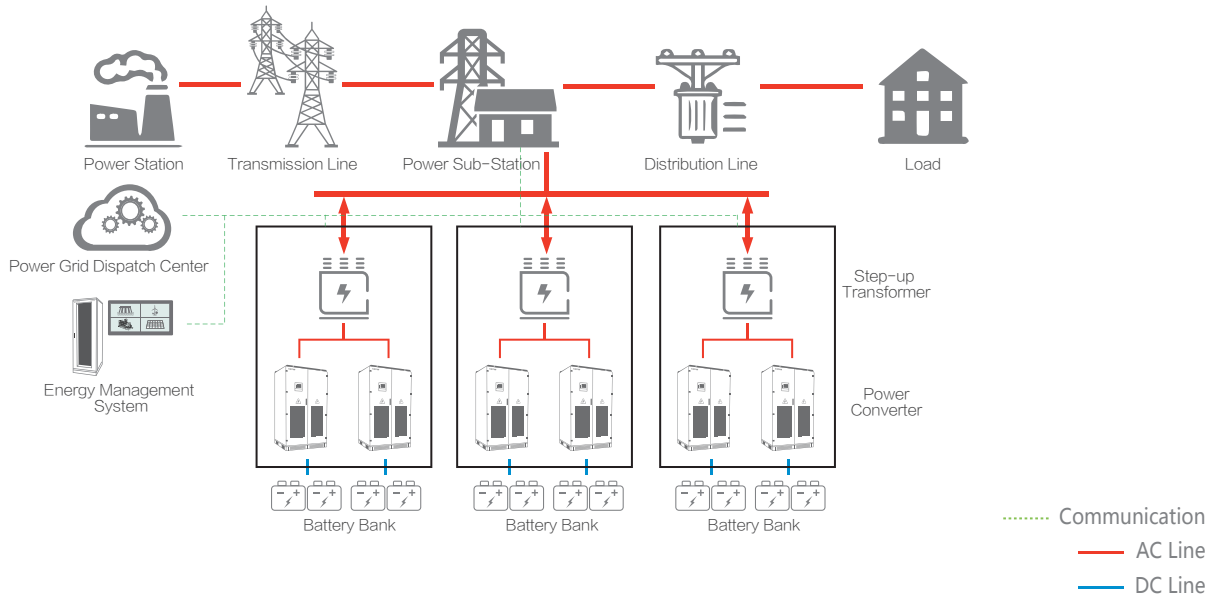 Power Station
Transmission Line
Power Sub-Station
Distribution Line
Load
Power Grid Dispatch Center
Step-up
Transformer
Energy Management
System
Power
Converter
Battery Bank
Battery Bank
Battery Bank
Communication
AC Line
DC Line